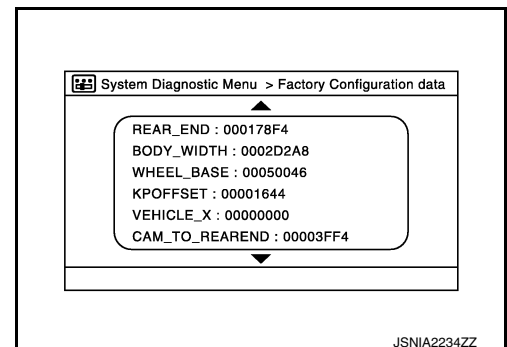 System Diagnostic Menu > Factory Configuration data
REAR_END : 000178F4
BODY_WIDTH : 0002D2A8
WHEEL_BASE : 00050046
KPOFFSET : 00001644
VEHICLE_X : 00000000
CAM_TO_REAREND : 00003FF4
JSNIA2234ZZ